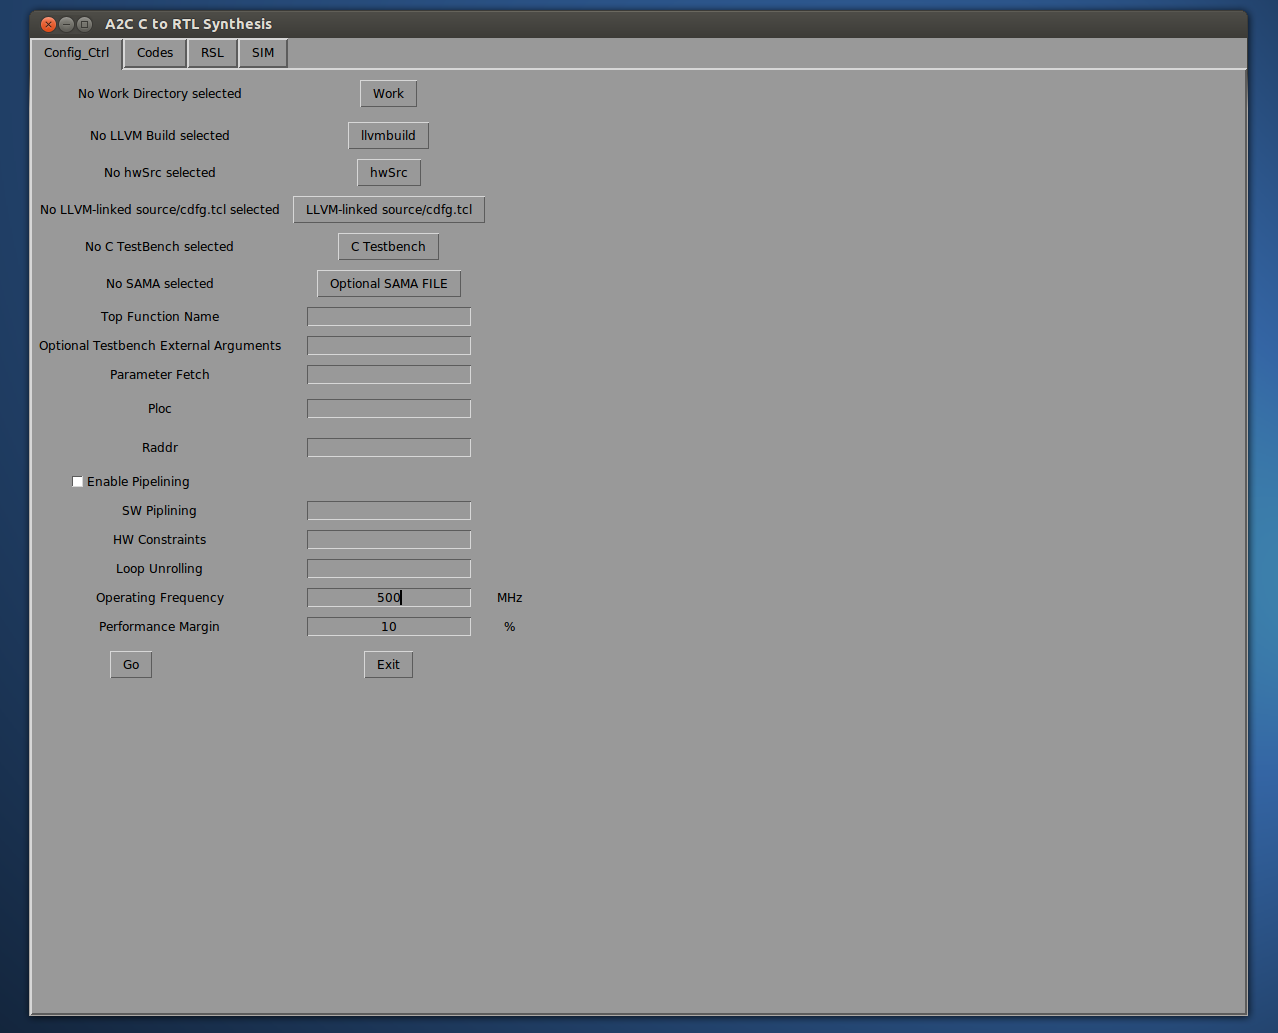 A2C C to RTL Synthesis
Config_Ctrl Codes RSL SIM
No Work Directory selected Work
No LLVM Build selected llvmbuild
No hwSrc selected hwSrc
No LLVM-linked source/cdfg.tcl selected LLVM-linked source/cdfg.tcl
No C TestBench selected C Testbench
No SAMA selected Optional SAMA FILE
Top Function Name
Optional Testbench External Arguments
Parameter Fetch
Ploc
Raddr
Enable Pipelining
SW Piplining
HW Constraints
Loop Unrolling
Operating Frequency 500 MHz
Performance Margin 10 %
Go Exit